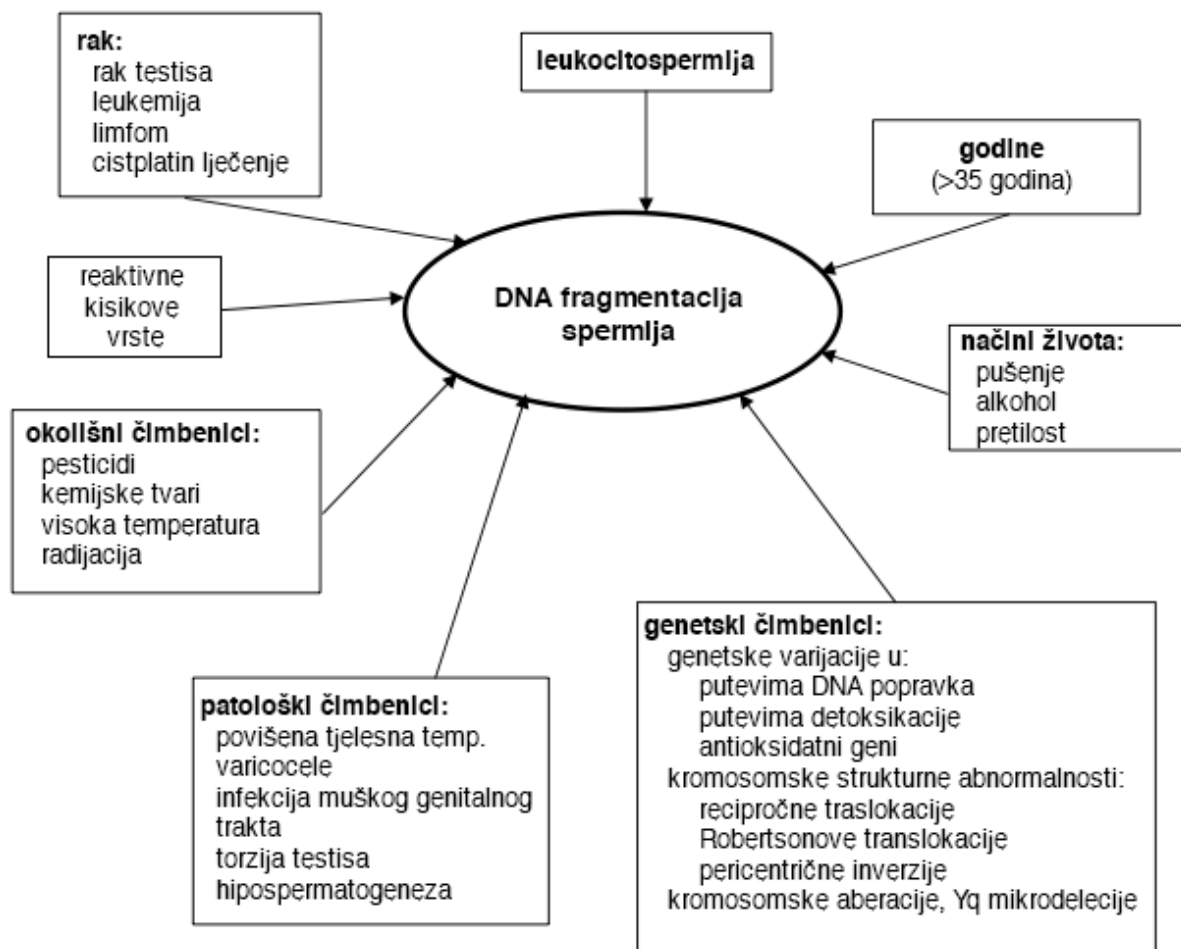 rak:
rak testisa
leukemija
limfom
cistplatin lječenje
leukocitospermija
godine
(>35 godina)
reaktivne
kisikove
vrste
DNA fragmentacija
spermija
načini života:
pušenje
alkohol
pretilost
okolišni čimbenici:
pesticidi
kemijske tvari
visoka temperatura
radijacija
patološki čimbenici:
povišena tjelesna temp.
varicocele
infekcija muškog genitalnog
trakta
torzija testisa
hipospermatogeneza
genetski čimbenici:
genetske varijacije u:
putevima DNA popravka
putevima detoksikacije
antioksidatni geni
kromosomske strukturne abnormalnosti:
recipročne traslokacije
Robertsonove translokacije
pericentrične inverzije
kromosomske aberacije, Yq mikrodelecije